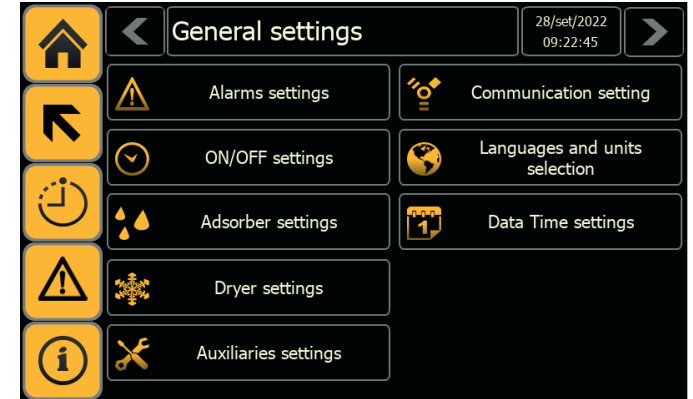 General settings
28/set/2022
09:22:45
Alarms settings
Communication setting
ON/OFF settings
Languages and units
selection
Adsorber settings
1
Data Time settings
Dryer settings
Auxiliaries settings
i